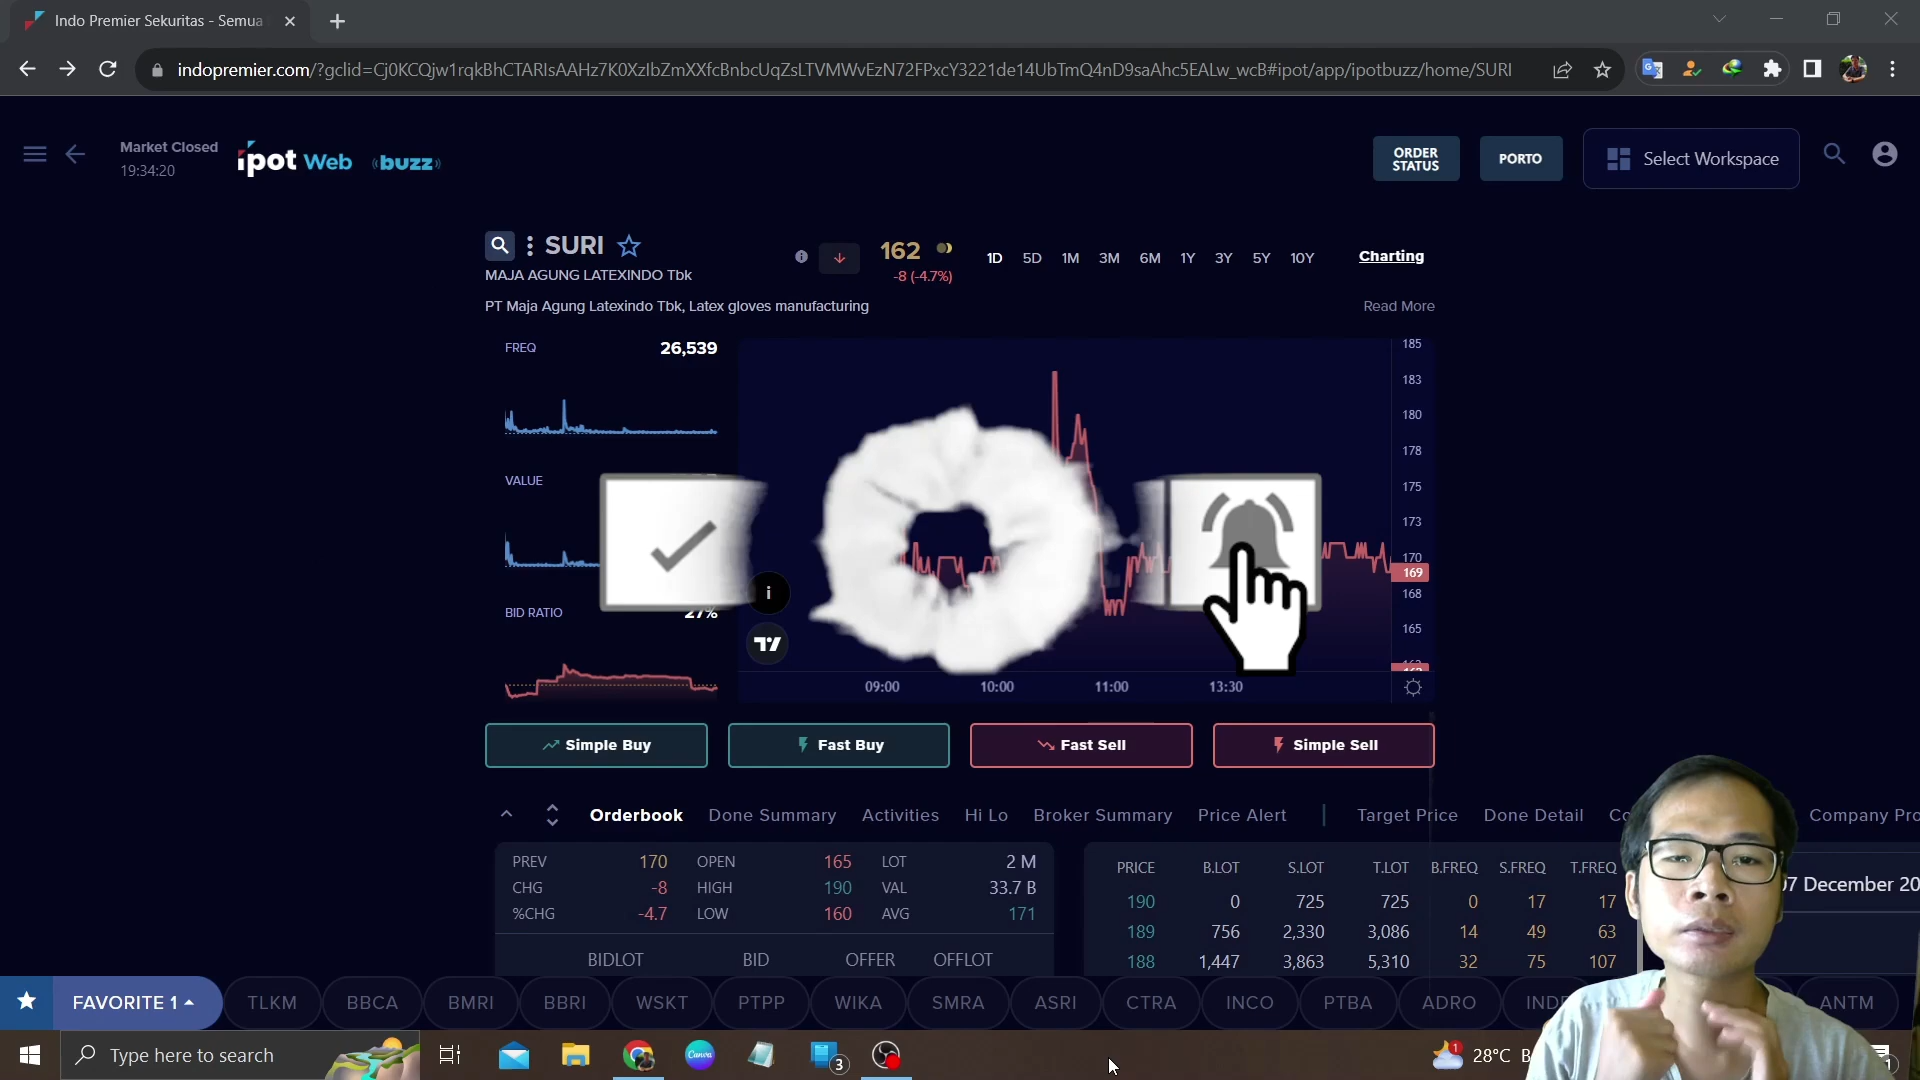 Indo Premier Sekuritas - Semua
indopremier.com/?gclid=Cj0KCQjw1rqkBhCTARIsAAHz7K0XzIbZmXXfcBnbcUqZsLTVMWvEzN72FPxcY3221de14UbTmQ4nD9saAhc5EALw_wcB#ipot/app/ipotbuzz/home/SURI
Market Closed
19:34:20
ipot Web buzz
ORDER STATUS
PORTO
Select Workspace
SURI
MAJA AGUNG LATEXINDO Tbk
162
-8 (-4.7%)
1D 5D 1M 3M 6M 1Y 3Y 5Y 10Y
Charting
PT Maja Agung Latexindo Tbk, Latex gloves manufacturing
Read More
FREQ 26,539
VALUE
BID RATIO 27%
185
183
180
178
175
173
170
169
168
165
09:00 10:00 11:00 13:30
Simple Buy
Fast Buy
Fast Sell
Simple Sell
Orderbook Done Summary Activities Hi Lo Broker Summary Price Alert Target Price Done Detail Company Pro
PREV 170 OPEN 165 LOT 2 M
CHG -8 HIGH 190 VAL 33.7 B
%CHG -4.7 LOW 160 AVG 171
BIDLOT BID OFFER OFFLOT
PRICE B.LOT S.LOT T.LOT B.FREQ S.FREQ T.FREQ
190 0 725 725 0 17 17
189 756 2,330 3,086 14 49 63
188 1,447 3,863 5,310 32 75 107
07 December 20
FAVORITE 1 TLKM BBCA BMRI BBRI WSKT PTPP WIKA SMRA ASRI CTRA INCO PTBA ADRO ANTM
Type here to search
Canva
3
1
28°C
1